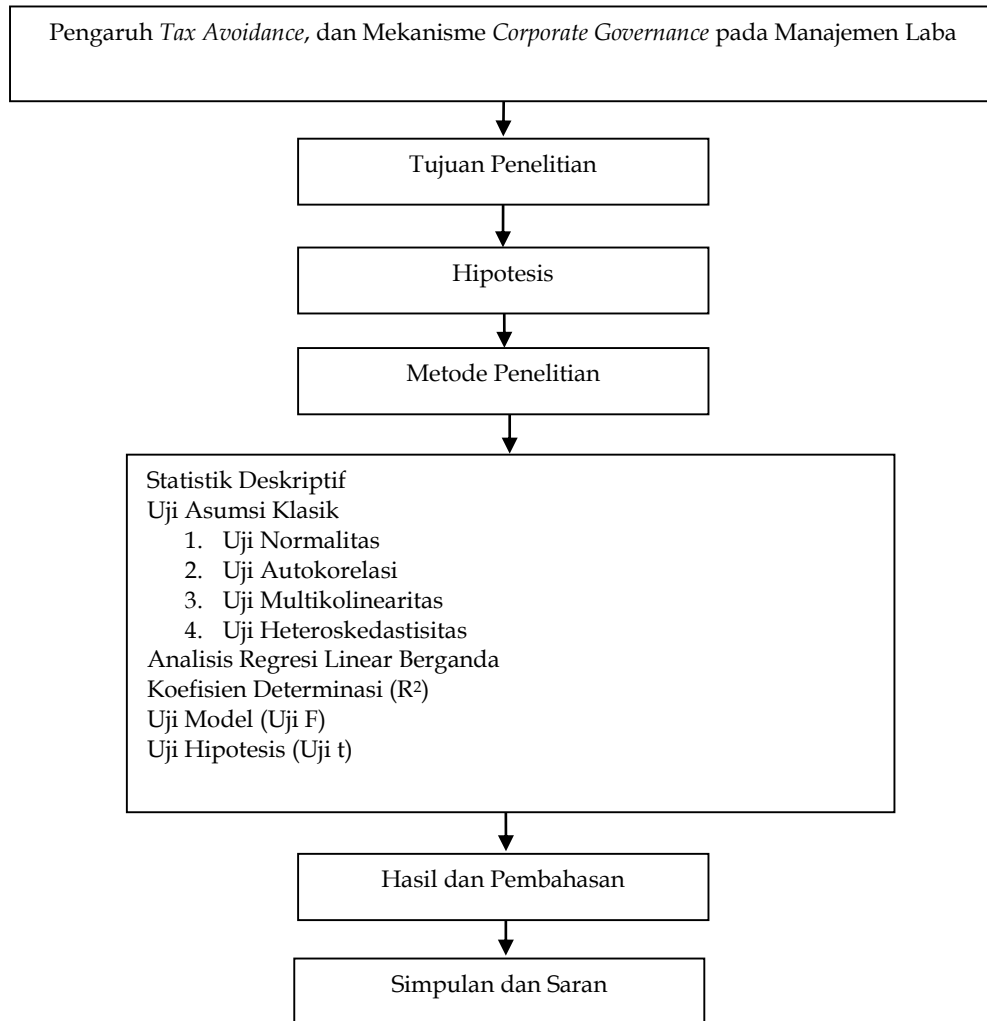 Pengaruh Tax Avoidance, dan Mekanisme Corporate Governance pada Manajemen Laba
Tujuan Penelitian
Hipotesis
Metode Penelitian
Statistik Deskriptif
Uji Asumsi Klasik
1. Uji Normalitas
2. Uji Autokorelasi
3. Uji Multikolinearitas
4. Uji Heteroskedastisitas
Analisis Regresi Linear Berganda
Koefisien Determinasi (R²)
Uji Model (Uji F)
Uji Hipotesis (Uji t)
Hasil dan Pembahasan
Simpulan dan Saran